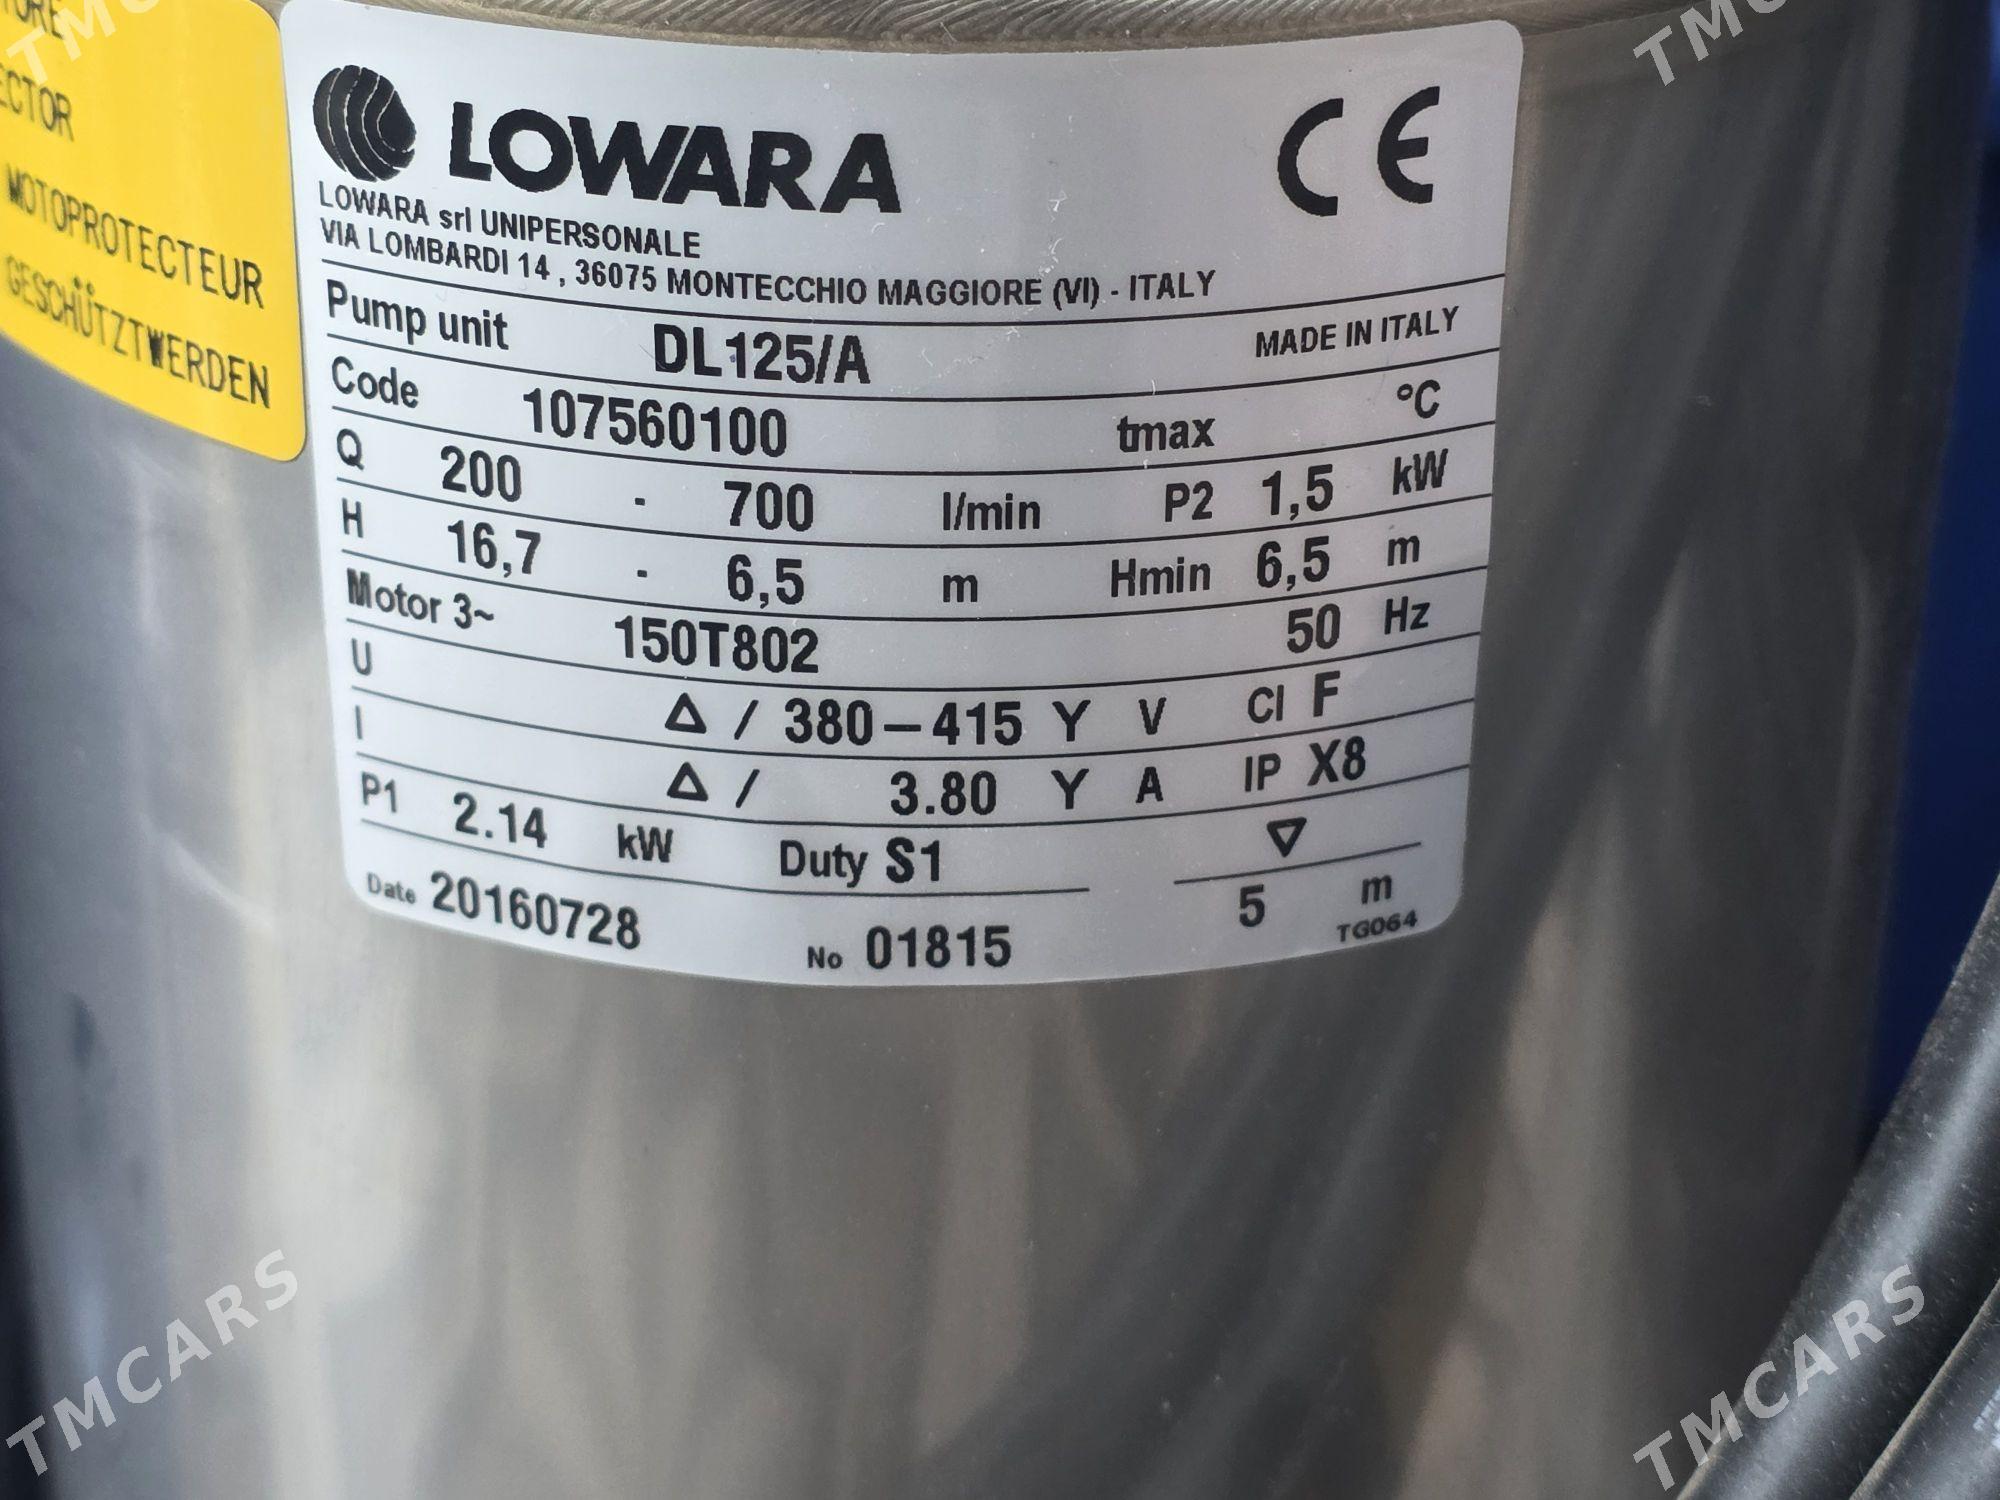 TMCARS
TMCARS
ECTOR
MOTOPROTECTEUR
GESCHÜTZTWERDEN
LOWARA
CE
LOWARA srl UNIPERSONALE
VIA LOMBARDI 14 , 36075 MONTECCHIO MAGGIORE (VI) - ITALY
Pump unit DL125/A MADE IN ITALY
Code 107560100 tmax °C
Q 200 - 700 l/min P2 1,5 kW
H 16,7 - 6,5 m Hmin 6,5 m
Motor 3~ 150T802 50 Hz
U Δ / 380–415 Y V Cl F
I Δ / 3.80 Y A IP X8
P1 2.14 kW Duty S1 ∇
Date 20160728 No 01815 5 m
TG064
TMCARS
TMCARS